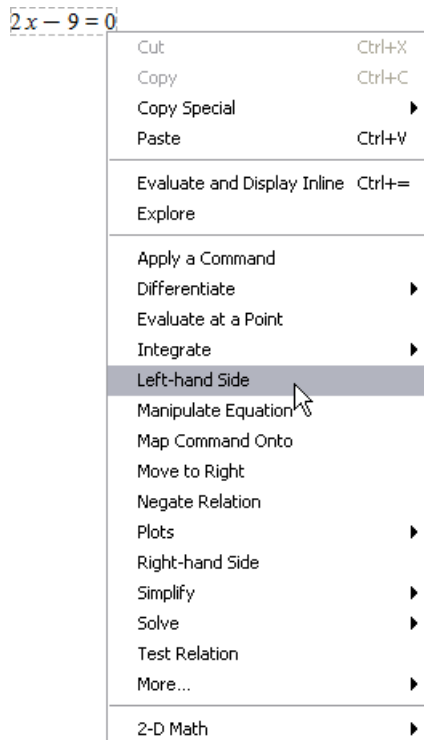 2 x − 9 = 0
Cut Ctrl+X
Copy Ctrl+C
Copy Special
Paste Ctrl+V
Evaluate and Display Inline Ctrl+=
Explore
Apply a Command
Differentiate
Evaluate at a Point
Integrate
Left-hand Side
Manipulate Equation
Map Command Onto
Move to Right
Negate Relation
Plots
Right-hand Side
Simplify
Solve
Test Relation
More...
2-D Math